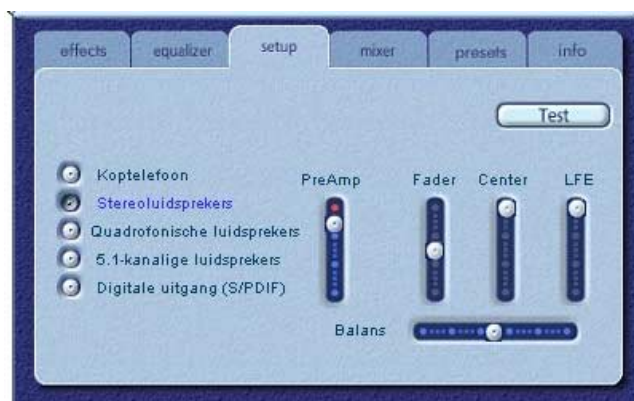 effects equalizer setup mixer presets info
Test
Koptelefoon
Stereoluidsprekers
Quadrofonische luidsprekers
5.1-kanalige luidsprekers
Digitale uitgang (S/PDIF)
PreAmp Fader Center LFE
Balans